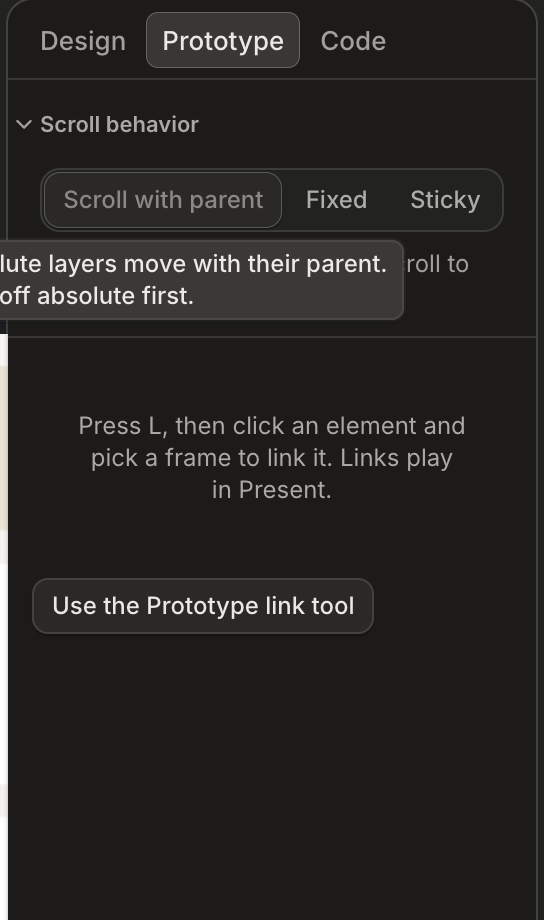 Design Prototype Code
Scroll behavior
Scroll with parent Fixed Sticky
layers move with their parent.
to
off absolute first.
Press L, then click an element and
pick a frame to link it. Links play
in Present.
Use the Prototype link tool